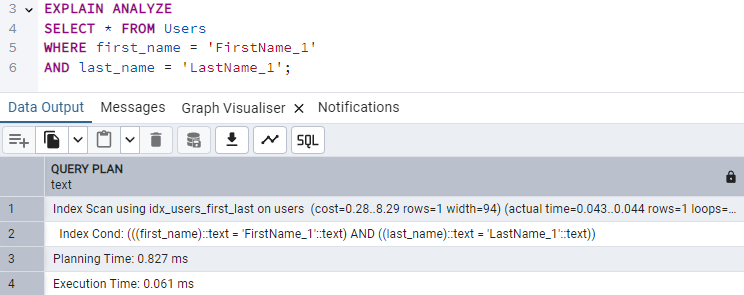 3 EXPLAIN ANALYZE
4 SELECT * FROM Users
5 WHERE first_name = 'FirstName_1'
6 AND last_name = 'LastName_1';
Data Output Messages Graph Visualiser Notifications
SQL
QUERY PLAN
text
1 Index Scan using idx_users_first_last on users (cost=0.28..8.29 rows=1 width=94) (actual time=0.043..0.044 rows=1 loops=...
2 Index Cond: (((first_name)::text = 'FirstName_1'::text) AND ((last_name)::text = 'LastName_1'::text))
3 Planning Time: 0.827 ms
4 Execution Time: 0.061 ms